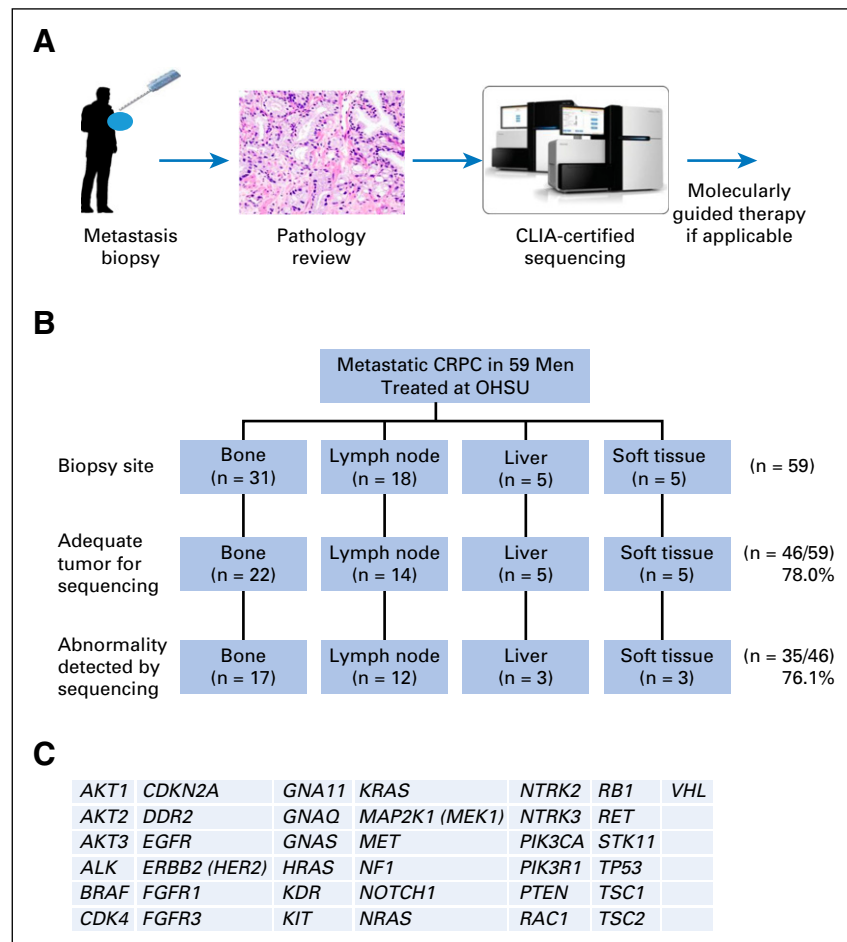 A
Metastasis
biopsy
Pathology
review
CLIA-certified
sequencing
Molecularly
guided therapy
if applicable
B
Metastatic CRPC in 59 Men
Treated at OHSU
Biopsy site
Bone
(n = 31)
Lymph node
(n = 18)
Liver
(n = 5)
Soft tissue
(n = 5)
(n = 59)
Adequate
tumor for
sequencing
Bone
(n = 22)
Lymph node
(n = 14)
Liver
(n = 5)
Soft tissue
(n = 5)
(n = 46/59)
78.0%
Abnormality
detected by
sequencing
Bone
(n = 17)
Lymph node
(n = 12)
Liver
(n = 3)
Soft tissue
(n = 3)
(n = 35/46)
76.1%
C
AKT1 CDKN2A GNA11 KRAS NTRK2 RB1 VHL
AKT2 DDR2 GNAQ MAP2K1 (MEK1) NTRK3 RET
AKT3 EGFR GNAS MET PIK3CA STK11
ALK ERBB2 (HER2) HRAS NF1 PIK3R1 TP53
BRAF FGFR1 KDR NOTCH1 PTEN TSC1
CDK4 FGFR3 KIT NRAS RAC1 TSC2